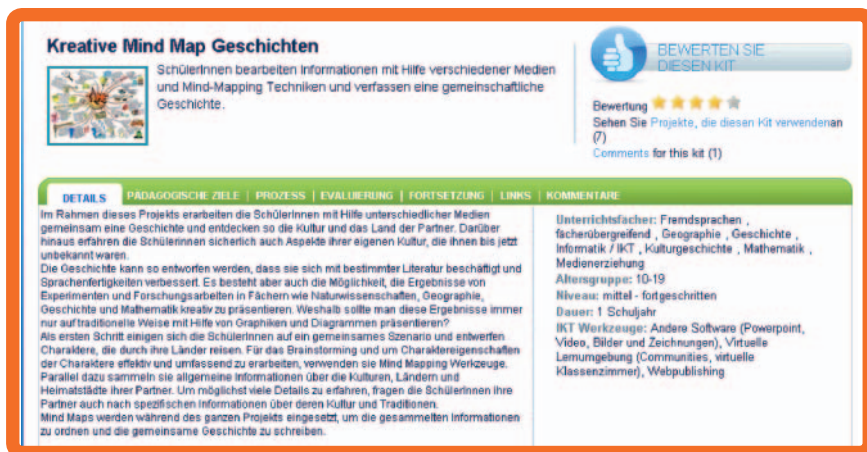 Kreative Mind Map Geschichten
SchülerInnen bearbeiten Informationen mit Hilfe verschiedener Medien
und Mind-Mapping Techniken und verfassen eine gemeinschaftliche
Geschichte.
BEWERTEN SIE
DIESEN KIT
Bewertung
Sehen Sie Projekte, die diesen Kit verwendenan
(7)
Comments for this kit (1)
DETAILS PÄDAGOGISCHE ZIELE | PROZESS | EVALUIERUNG | FORTSETZUNG | LINKS | KOMMENTARE
Im Rahmen dieses Projekts erarbeiten die SchülerInnen mit Hilfe unterschiedlicher Medien
gemeinsam eine Geschichte und entdecken so die Kultur und das Land der Partner. Darüber
hinaus erfahren die Schülerinnen sicherlich auch Aspekte ihrer eigenen Kultur, die ihnen bis jetzt
unbekannt waren.
Die Geschichte kann so entworfen werden, dass sie sich mit bestimmter Literatur beschäftigt und
Sprachenfertigkeiten verbessert. Es besteht aber auch die Möglichkeit, die Ergebnisse von
Experimenten und Forschungsarbeiten in Fächern wie Naturwissenschaften, Geographie,
Geschichte und Mathematik kreativ zu präsentieren. Weshalb sollte man diese Ergebnisse immer
nur auf traditionelle Weise mit Hilfe von Graphiken und Diagrammen präsentieren?
Als ersten Schritt einigen sich die SchülerInnen auf ein gemeinsames Szenario und entwerfen
Charaktere, die durch ihre Länder reisen. Für das Brainstorming und um Charaktereigenschaften
der Charaktere effektiv und umfassend zu erarbeiten, verwenden sie Mind Mapping Werkzeuge.
Parallel dazu sammeln sie allgemeine Informationen über die Kulturen, Ländern und
Heimatstädte ihrer Partner. Um möglichst viele Details zu erfahren, fragen die SchülerInnen ihre
Partner auch nach spezifischen Informationen über deren Kultur und Traditionen.
Mind Maps werden während des ganzen Projekts eingesetzt, um die gesammelten Informationen
zu ordnen und die gemeinsame Geschichte zu schreiben.
Unterrichtsfächer: Fremdsprachen ,
fächerübergreifend , Geographie , Geschichte ,
Informatik / IKT , Kulturgeschichte , Mathematik ,
Medienerziehung
Altersgruppe: 10-19
Niveau: mittel - fortgeschritten
Dauer: 1 Schuljahr
IKT Werkzeuge: Andere Software (Powerpoint,
Video, Bilder und Zeichnungen), Virtuelle
Lernumgebung (Communities, virtuelle
Klassenzimmer), Webpublishing